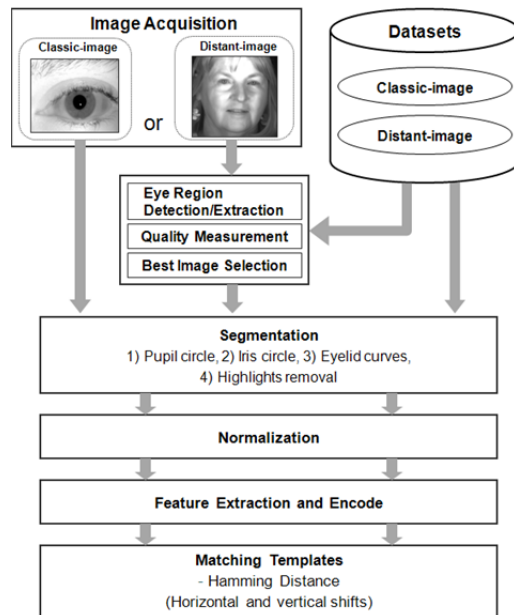 Image Acquisition
Classic-image
Distant-image
or
Datasets
Classic-image
Distant-image
Eye Region
Detection/Extraction
Quality Measurement
Best Image Selection
Segmentation
1) Pupil circle, 2) Iris circle, 3) Eyelid curves,
4) Highlights removal
Normalization
Feature Extraction and Encode
Matching Templates
- Hamming Distance
(Horizontal and vertical shifts)